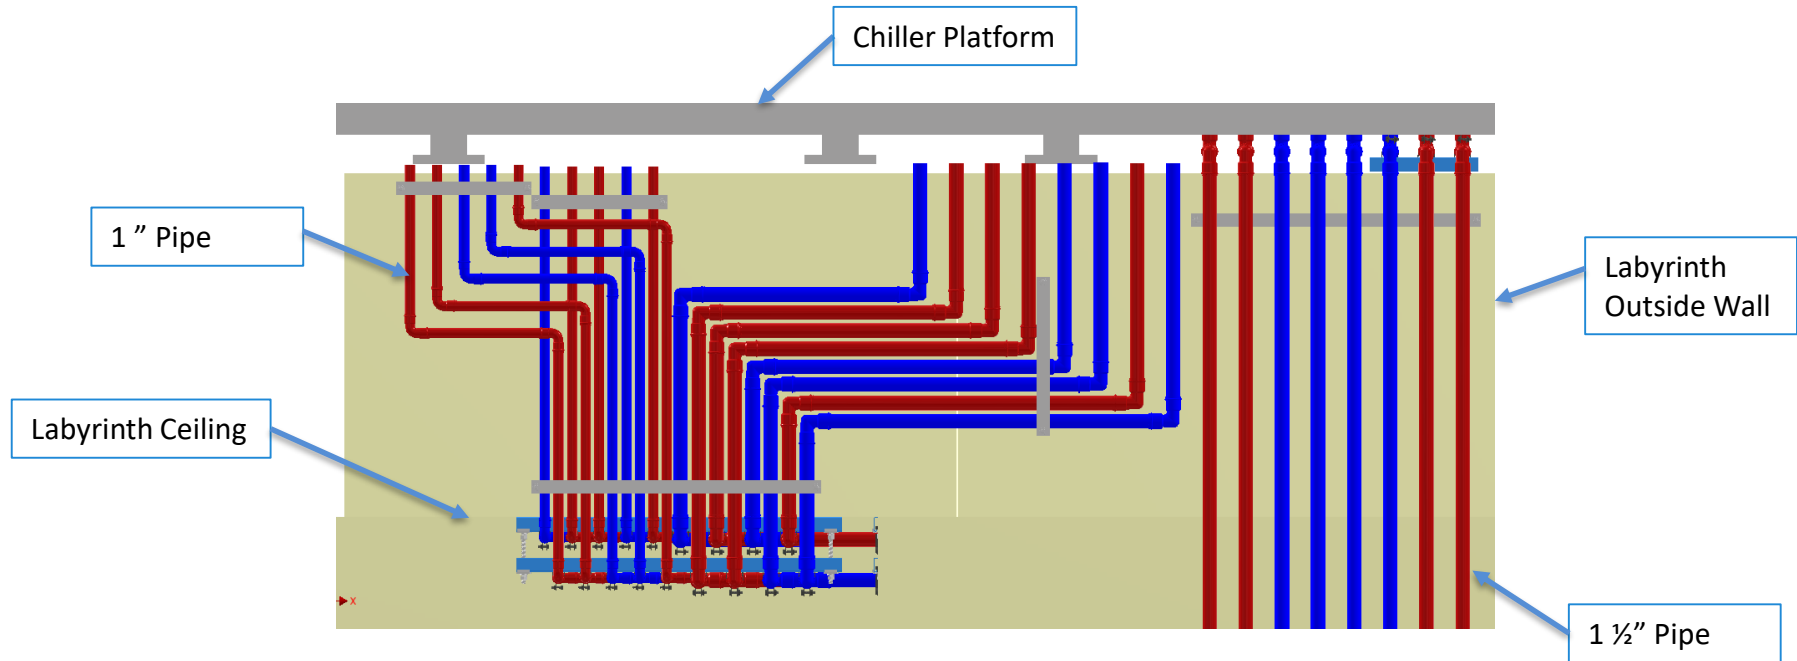 Chiller Platform
1 ” Pipe
Labyrinth
Outside Wall
Labyrinth Ceiling
x
1 ½” Pipe